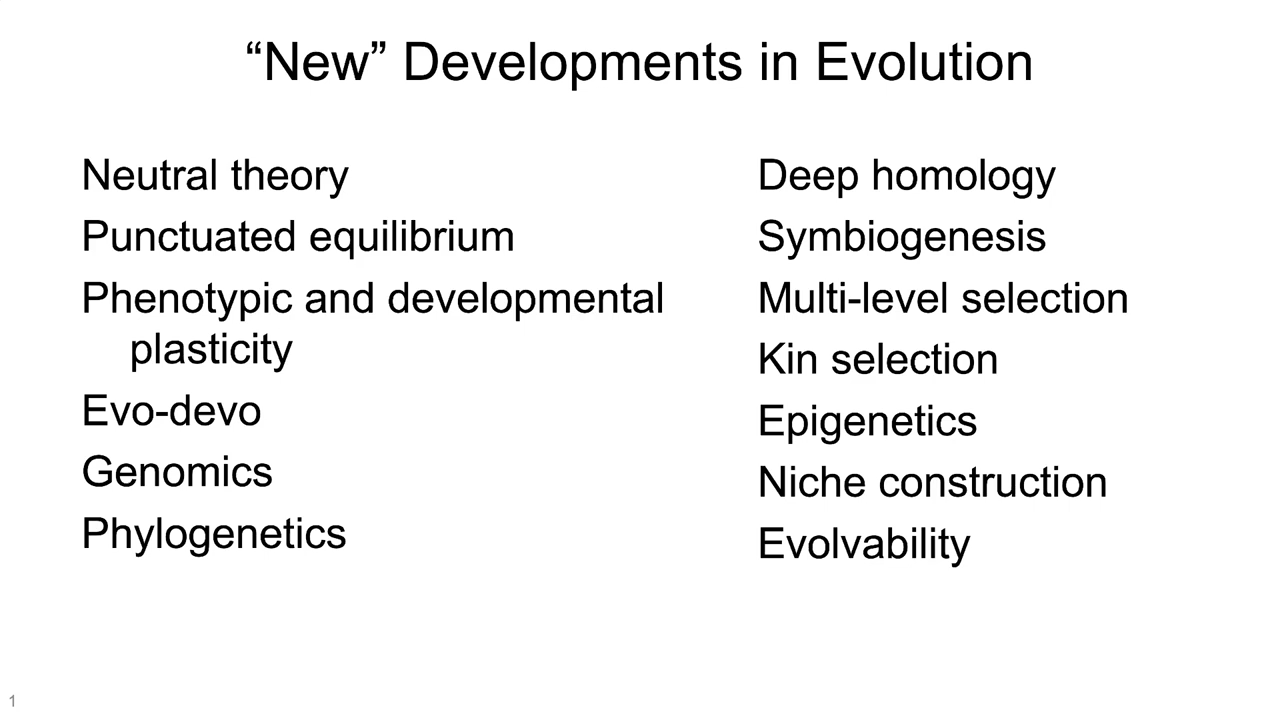 “New” Developments in Evolution
Neutral theory
Punctuated equilibrium
Phenotypic and developmental
plasticity
Evo-devo
Genomics
Phylogenetics
Deep homology
Symbiogenesis
Multi-level selection
Kin selection
Epigenetics
Niche construction
Evolvability
1